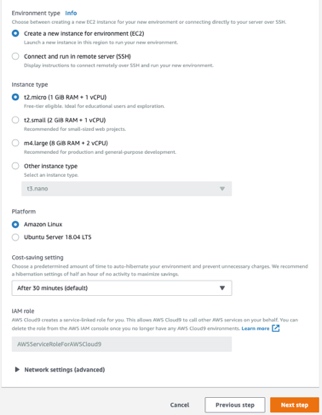 Environment type Info
Choose between creating a new EC2 instance for your new environment or connecting directly to your server over SSH.
Create a new instance for environment (EC2)
Launch a new instance in this region to run your new environment.
Connect and run in remote server (SSH)
Display instructions to connect remotely over SSH and run your new environment.
Instance type
t2.micro (1 GiB RAM + 1 vCPU)
Free-tier eligible. Ideal for educational users and exploration.
t2.small (2 GiB RAM + 1 vCPU)
Recommended for small-sized web projects.
m4.large (8 GiB RAM + 2 vCPU)
Recommended for production and general-purpose development.
Other instance type
Select an instance type.
t3.nano
Platform
Amazon Linux
Ubuntu Server 18.04 LTS
Cost-saving setting
Choose a predetermined amount of time to auto-hibernate your environment and prevent unnecessary charges. We recommend
a hibernation settings of half an hour of no activity to maximize savings.
After 30 minutes (default)
IAM role
AWS Cloud9 creates a service-linked role for you. This allows AWS Cloud9 to call other AWS services on your behalf. You can
delete the role from the AWS IAM console once you no longer have any AWS Cloud9 environments. Learn more
AWSServiceRoleForAWSCloud9
Network settings (advanced)
Cancel Previous step Next step